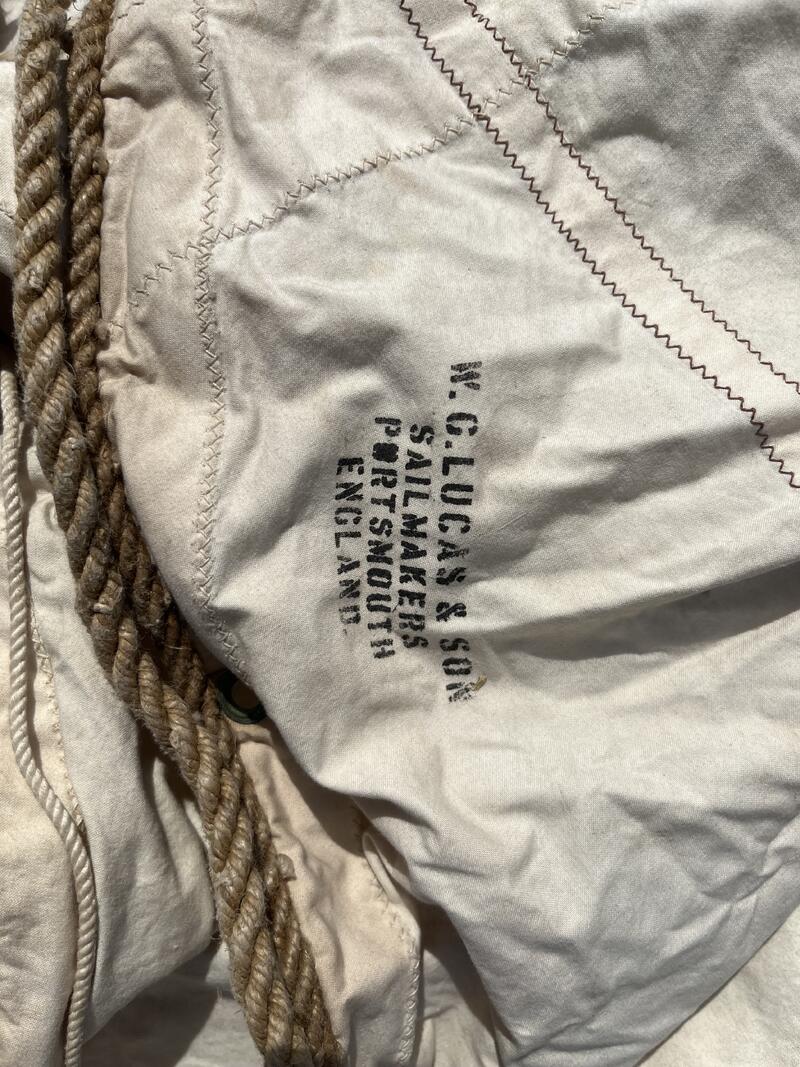 W. G. LUCAS & SON
SAILMAKERS
PORTSMOUTH
ENGLAND.